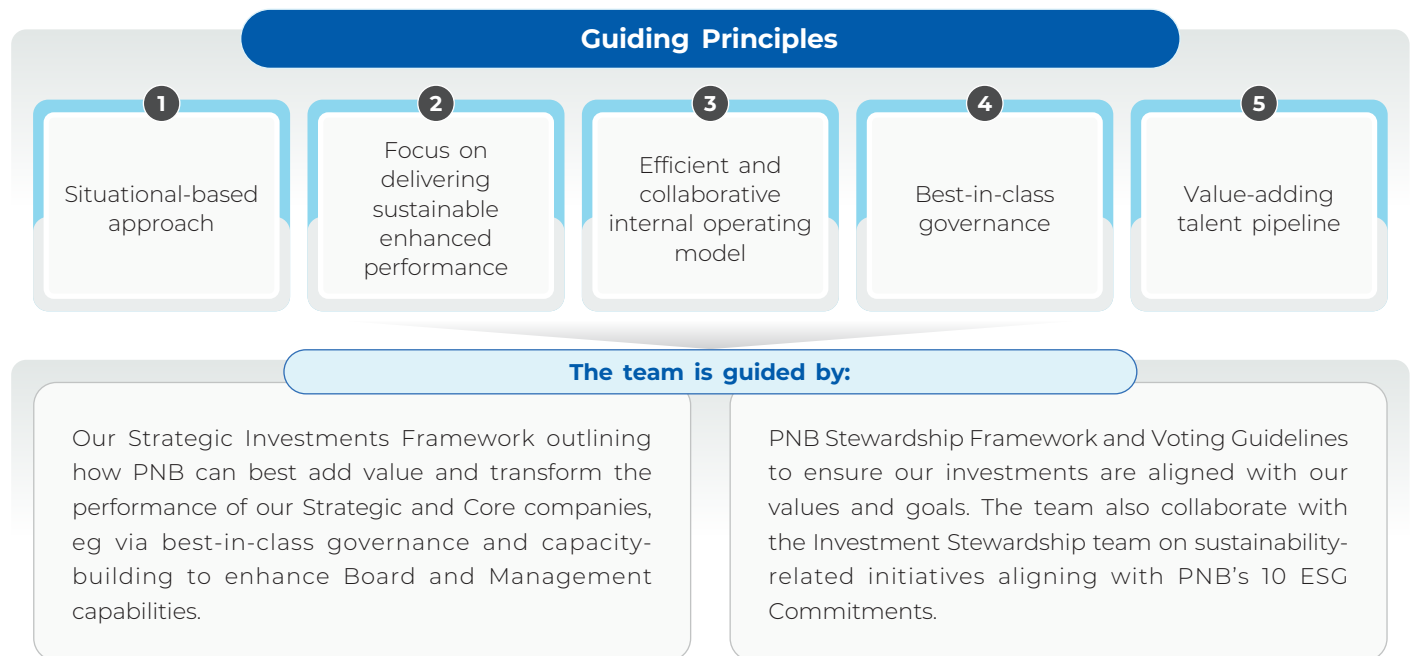 Guiding Principles
1
Situational-based
approach
2
Focus on
delivering
sustainable
enhanced
performance
3
Efficient and
collaborative
internal operating
model
4
Best-in-class
governance
5
Value-adding
talent pipeline
The team is guided by:
Our Strategic Investments Framework outlining
how PNB can best add value and transform the
performance of our Strategic and Core companies,
eg via best-in-class governance and capacity-
building to enhance Board and Management
capabilities.
PNB Stewardship Framework and Voting Guidelines
to ensure our investments are aligned with our
values and goals. The team also collaborate with
the Investment Stewardship team on sustainability-
related initiatives aligning with PNB’s 10 ESG
Commitments.